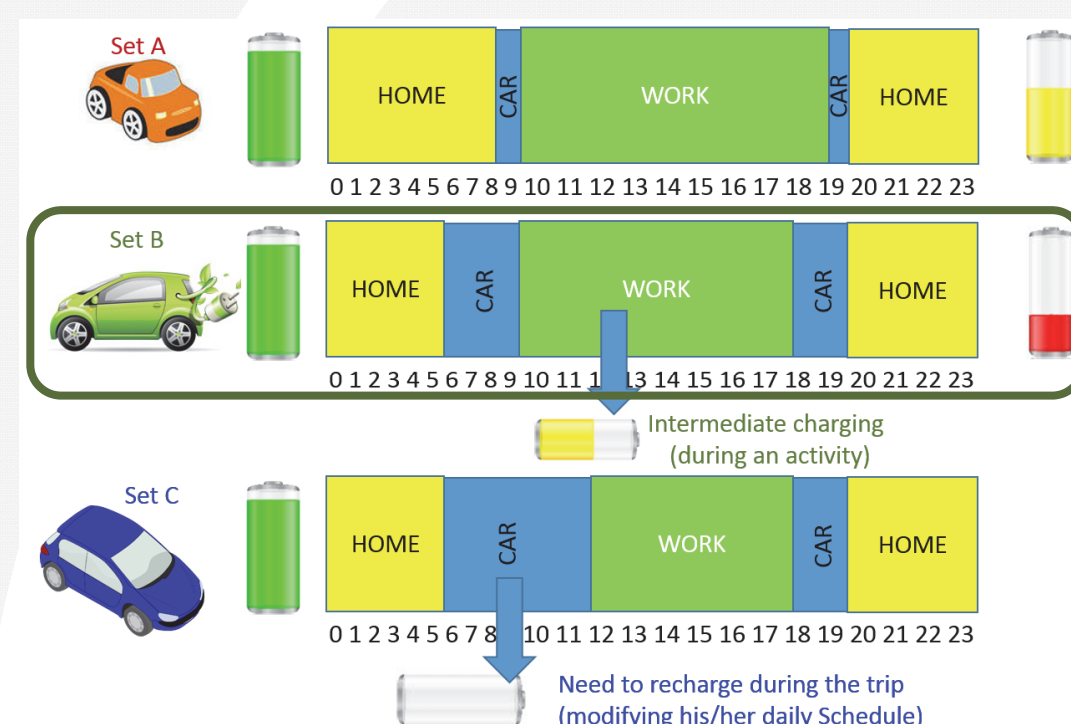 Set A
HOME CAR WORK CAR HOME
0 1 2 3 4 5 6 7 8 9 10 11 12 13 14 15 16 17 18 19 20 21 22 23
Set B
HOME CAR WORK CAR HOME
0 1 2 3 4 5 6 7 8 9 10 11 1 13 14 15 16 17 18 19 20 21 22 23
Intermediate charging
(during an activity)
Set C
HOME CAR WORK CAR HOME
0 1 2 3 4 5 6 7 8 10 11 12 13 14 15 16 17 18 19 20 21 22 23
Need to recharge during the trip
(modifying his/her daily Schedule)